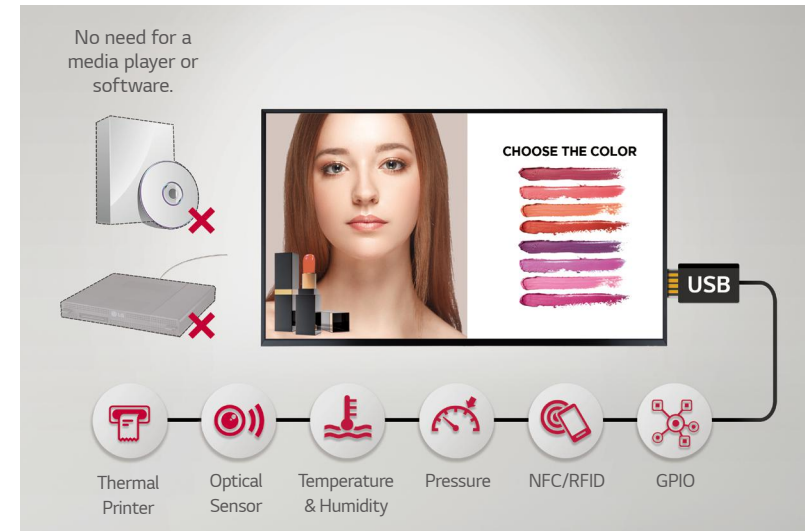 No need for a
media player or
software.
CHOOSE THE COLOR
USB
Thermal
Printer
Optical
Sensor
Temperature
& Humidity
Pressure
NFC/RFID
GPIO